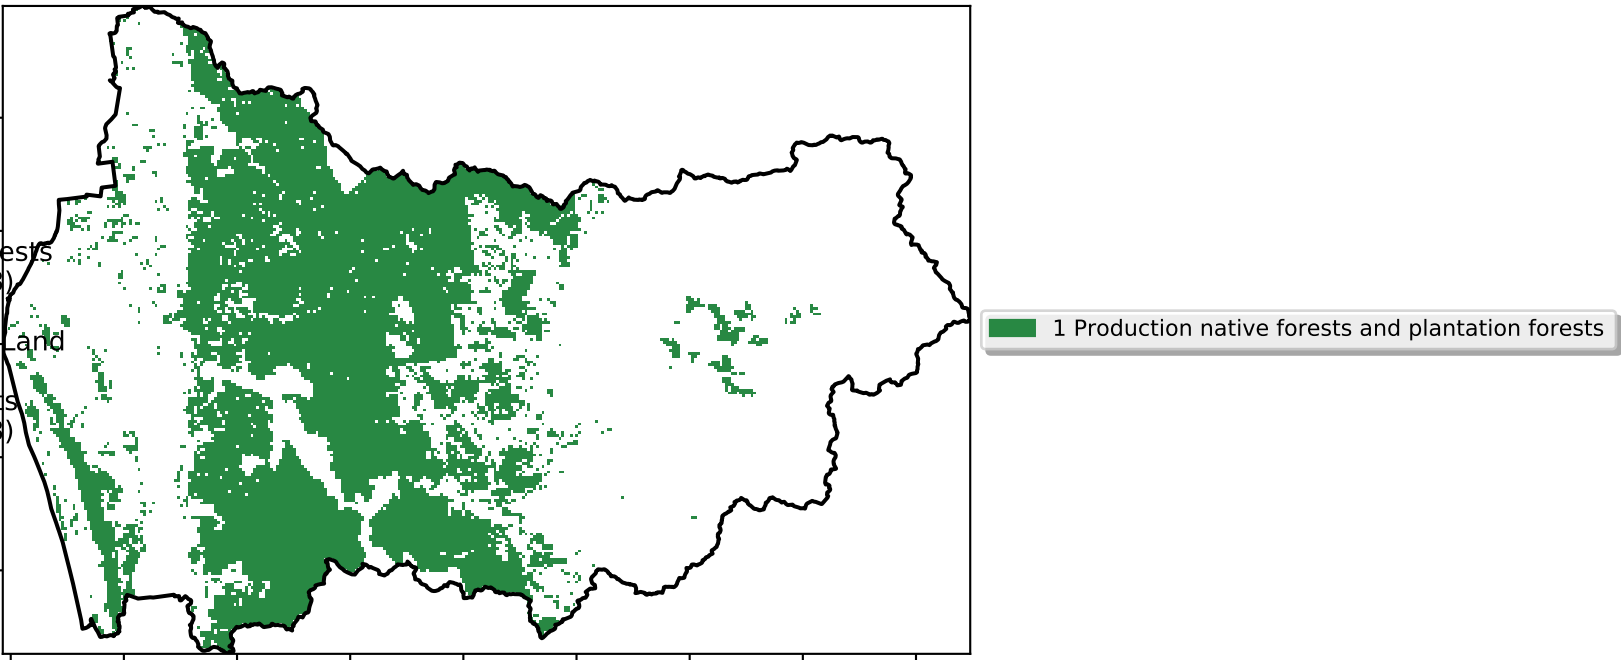 ests
)
Land
s
)
1 Production native forests and plantation forests